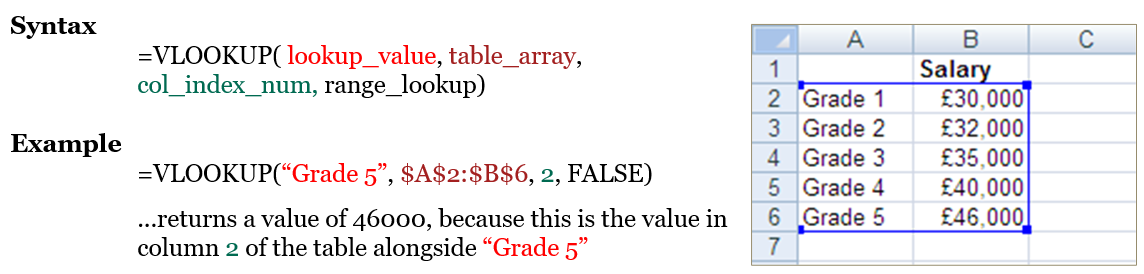 Syntax
=VLOOKUP( lookup_value, table_array,
col_index_num, range_lookup)
Example
=VLOOKUP(“Grade 5”, $A$2:$B$6, 2, FALSE)
...returns a value of 46000, because this is the value in
column 2 of the table alongside “Grade 5”
A B C
1 Salary
2 Grade 1 £30,000
3 Grade 2 £32,000
4 Grade 3 £35,000
5 Grade 4 £40,000
6 Grade 5 £46,000
7